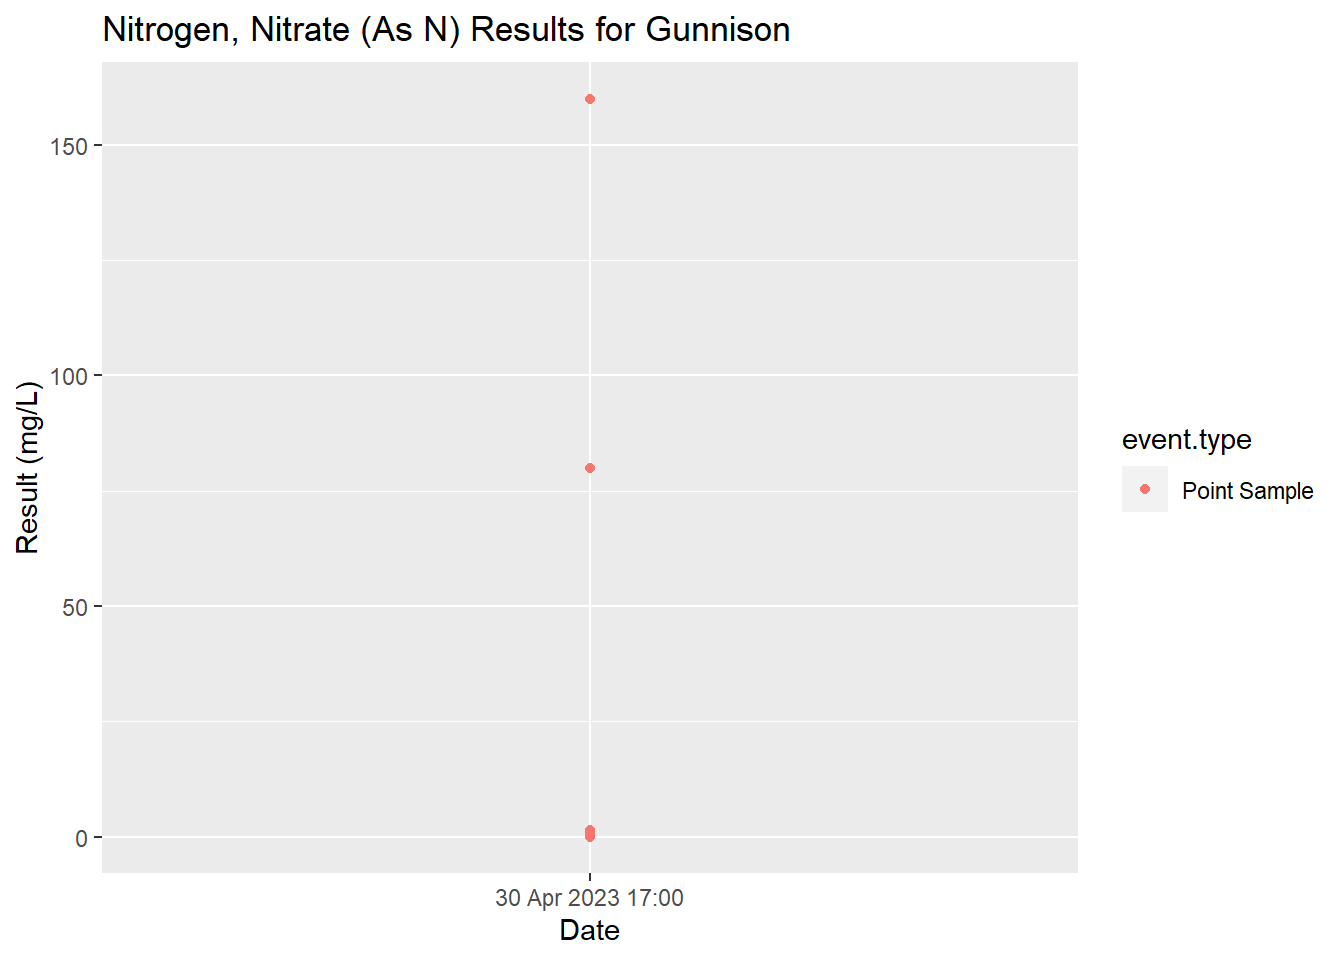 Nitrogen, Nitrate (As N) Results for Gunnison
150
100
50
0
Result (mg/L)
30 Apr 2023 17:00
Date
event.type
Point Sample